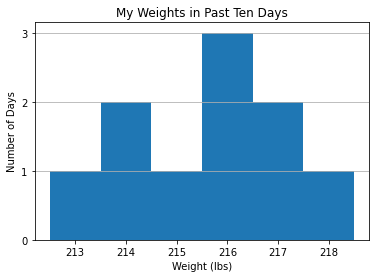 My Weights in Past Ten Days
Number of Days
3
2
1
0
213 214 215 216 217 218
Weight (lbs)